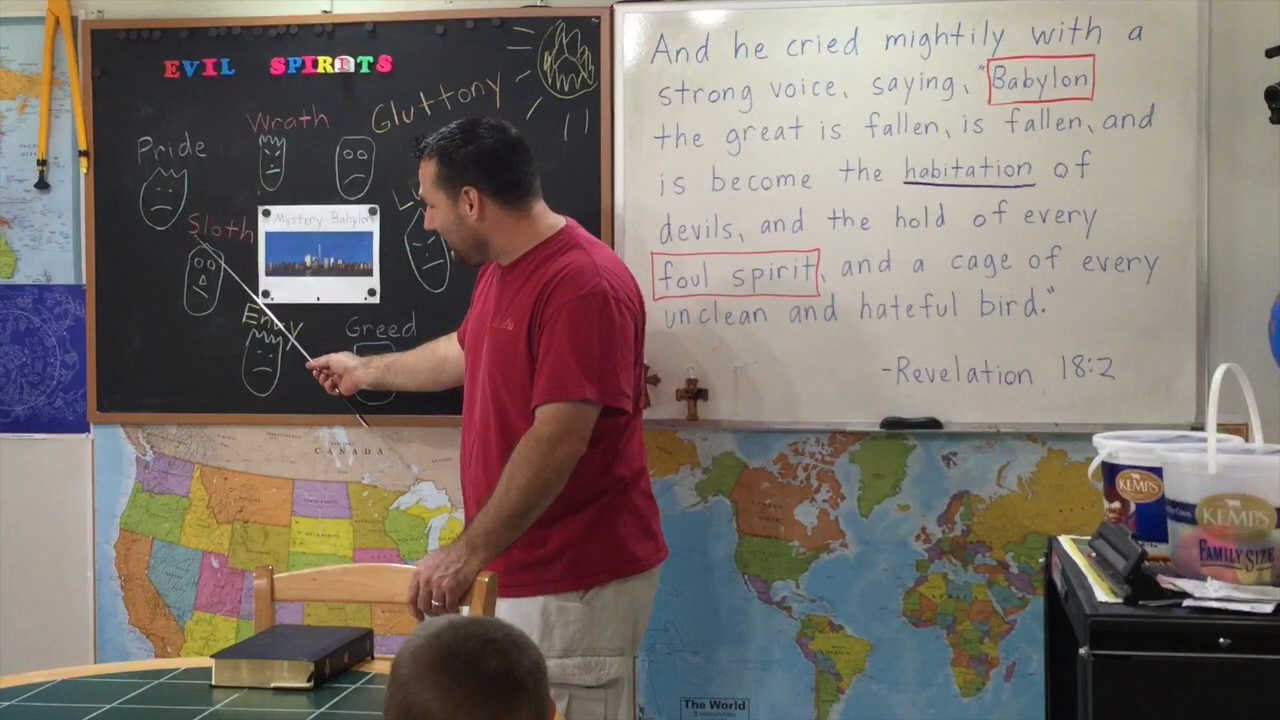 EVIL SPIRITS
Wrath
Gluttony
Pride
Sloth
Mystery Babylon
Envy
Greed
And he cried mightily with a
strong voice, saying, "Babylon
the great is fallen, is fallen, and
is become the habitation of
devils, and the hold of every
foul spirit, and a cage of every
unclean and hateful bird."
-Revelation 18:2
CANADA
The World
KEMPS
KEMPS
FAMILY SIZE